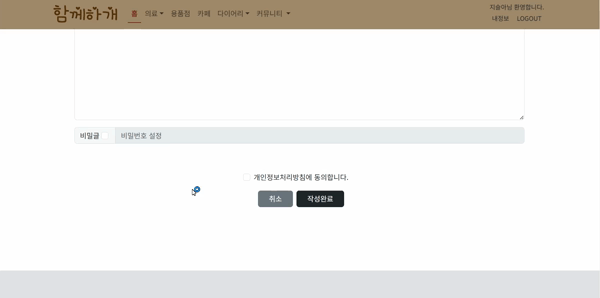 함께하개
홈 의료 용품점 카페 다이어리 커뮤니티
지슬아님 환영합니다.
내정보 LOGOUT
비밀글 비밀번호 설정
개인정보처리방침에 동의합니다.
취소 작성완료